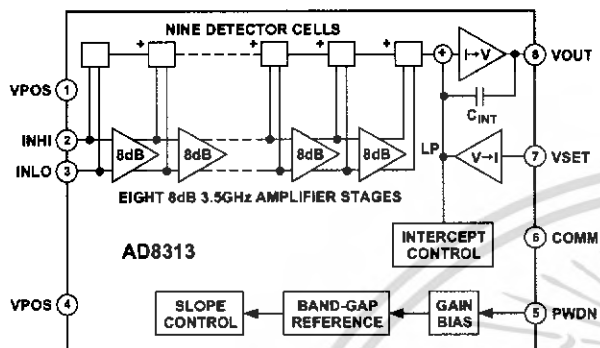 NINE DETECTOR CELLS
+ + + + +
I→V
8 VOUT
CINT
VPOS 1
INHI 2
INLO 3
8dB 8dB 8dB 8dB
LP
V→I
7 VSET
EIGHT 8dB 3.5GHz AMPLIFIER STAGES
INTERCEPT
CONTROL
6 COMM
AD8313
VPOS 4
SLOPE
CONTROL
BAND-GAP
REFERENCE
GAIN
BIAS
5 PWDN